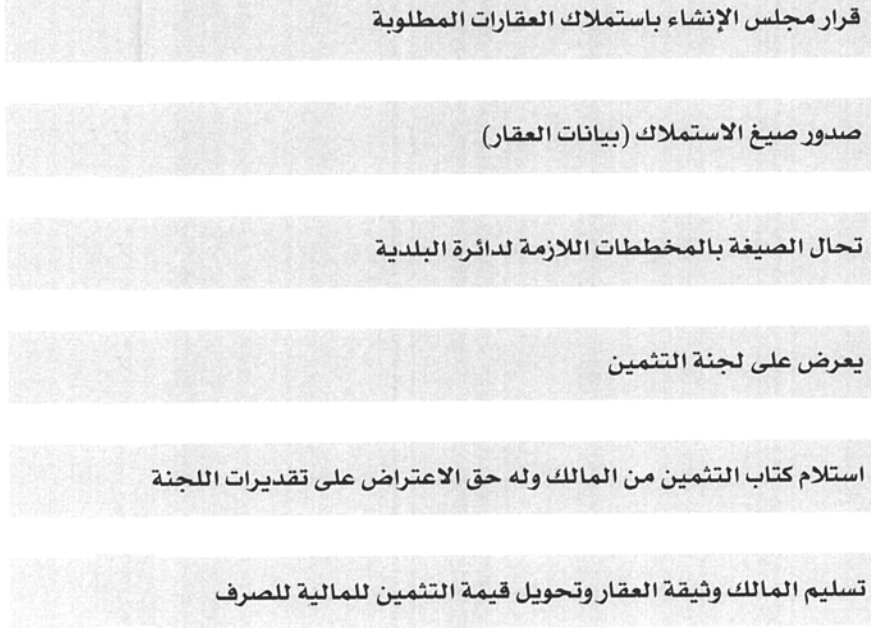 قرار مجلس الإنشاء باستملاك العقارات المطلوبة
صدور صيغ الاستملاك (بيانات العقار)
تحال الصيغة بالمخططات اللازمة لدائرة البلدية
يعرض على لجنة التثمين
استلام كتاب التثمين من المالك وله حق الاعتراض على تقديرات اللجنة
تسليم المالك وثيقة العقار وتحويل قيمة التثمين للمالية للصرف